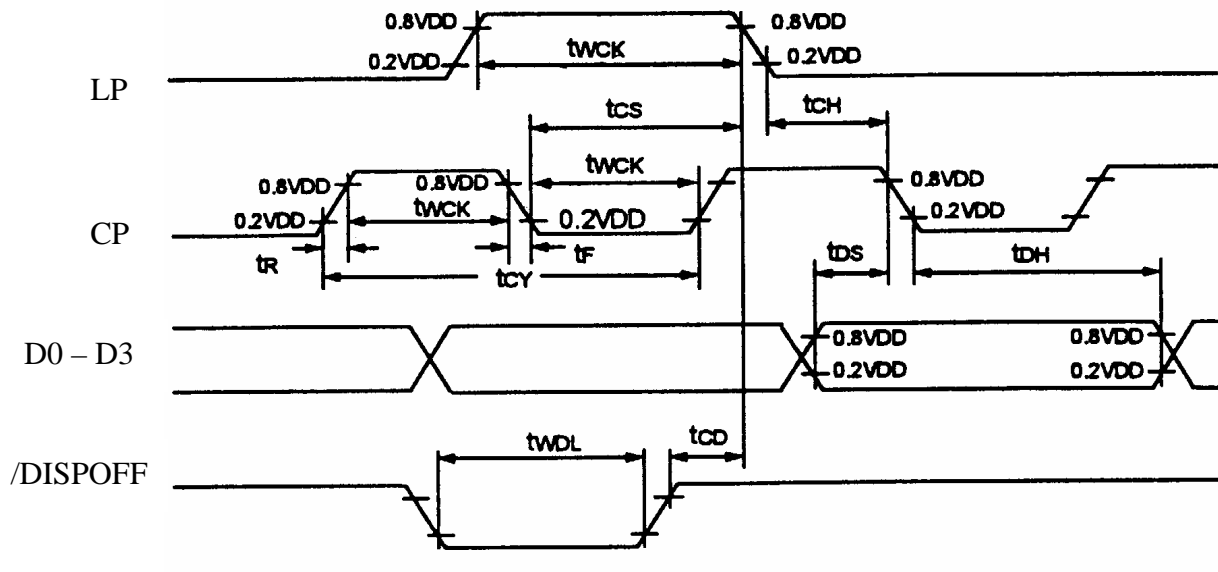 0.8VDD 0.8VDD
tWCK
0.2VDD 0.2VDD
LP
tCS tCH
tWCK
0.8VDD 0.8VDD 0.8VDD
tWCK
0.2VDD 0.2VDD 0.2VDD
CP
tR tF tDS tDH
tCY
D0 – D3
0.8VDD 0.8VDD
0.2VDD 0.2VDD
tWDL tCD
/DISPOFF